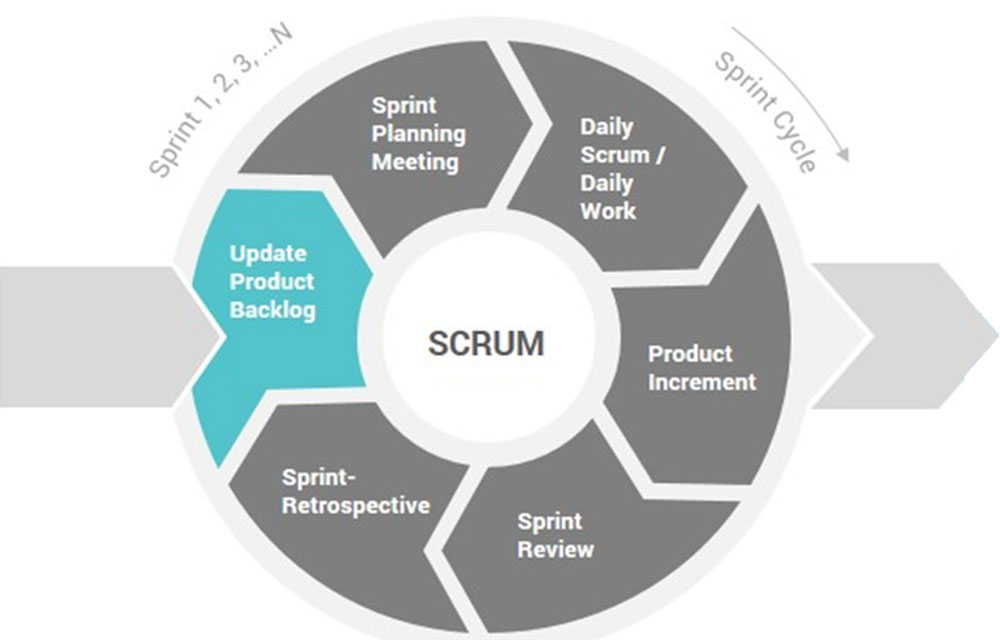 Sprint 1, 2, 3, ...N
Sprint Cycle
Sprint
Planning
Meeting
Daily
Scrum /
Daily
Work
Update
Product
Backlog
SCRUM
Product
Increment
Sprint-
Retrospective
Sprint
Review